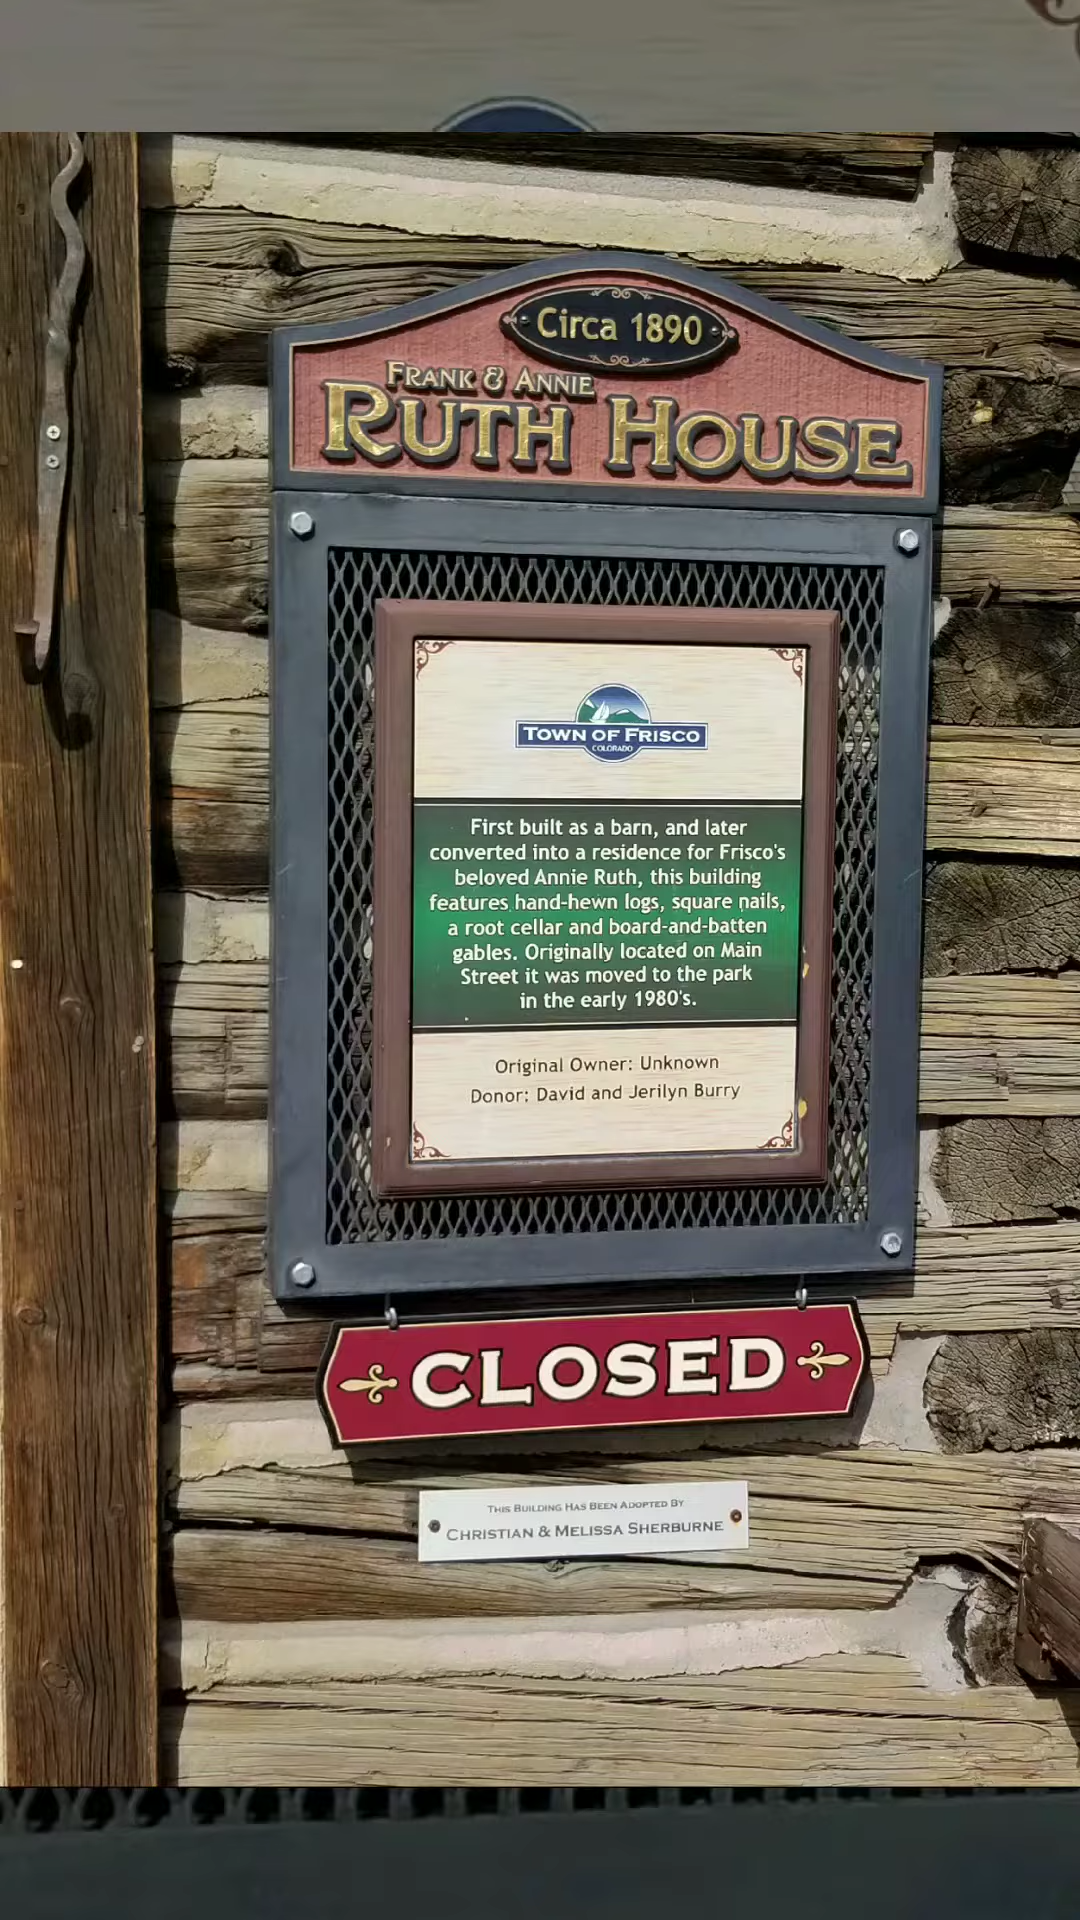 Circa 1890
FRANK & ANNIE
RUTH HOUSE
TOWN OF FRISCO
COLORADO
First built as a barn, and later
converted into a residence for Frisco's
beloved Annie Ruth, this building
features hand-hewn logs, square nails,
a root cellar and board-and-batten
gables. Originally located on Main
Street it was moved to the park
in the early 1980's.
Original Owner: Unknown
Donor: David and Jerilyn Burry
CLOSED
THIS BUILDING HAS BEEN ADOPTED BY
CHRISTIAN & MELISSA SHERBURNE